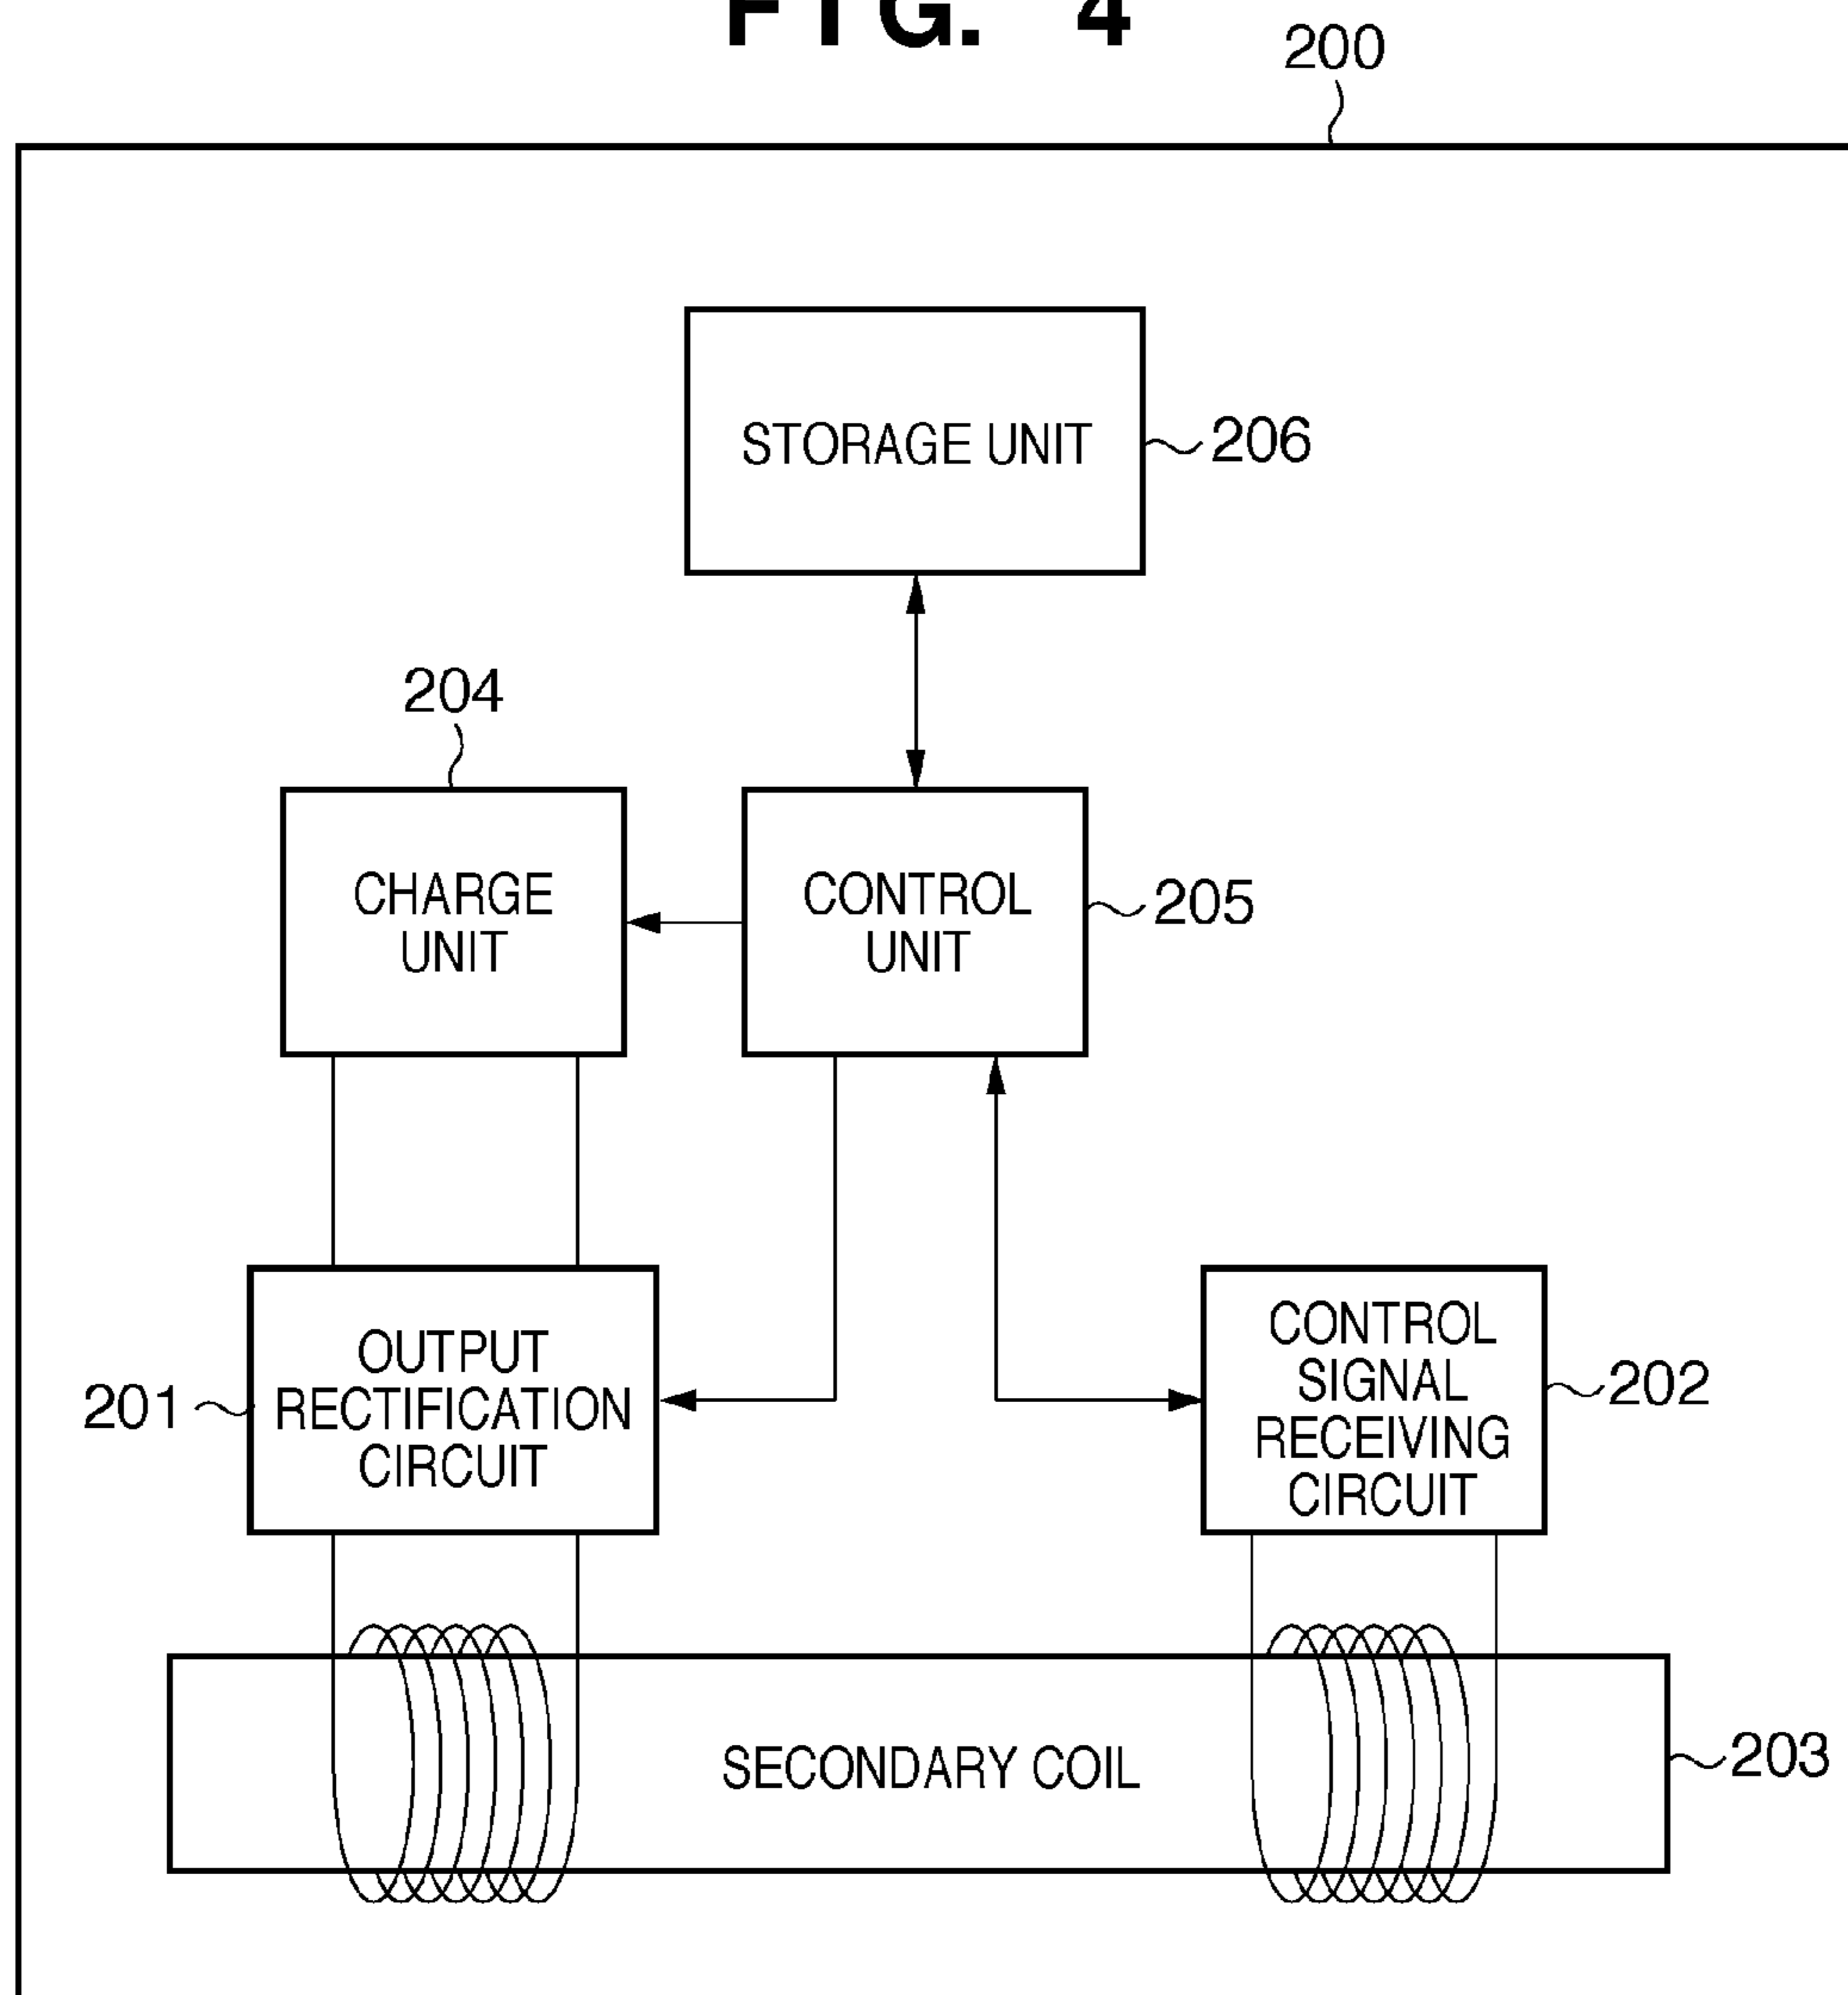 FIG. 4
200
STORAGE UNIT
206
204
CHARGE
UNIT
CONTROL
UNIT
205
201
OUTPUT
RECTIFICATION
CIRCUIT
CONTROL
SIGNAL
RECEIVING
CIRCUIT
202
SECONDARY COIL
203